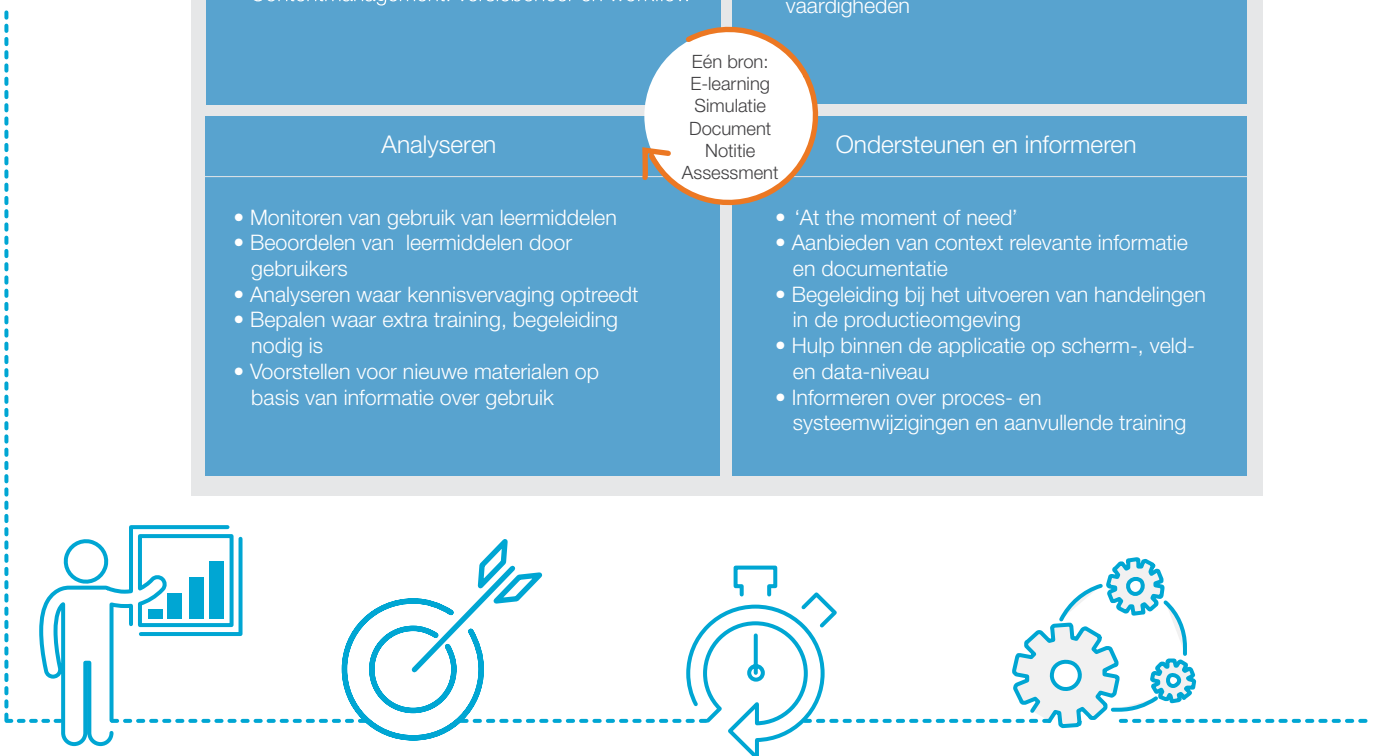 vaardigheden
Eén bron:
E-learning
Simulatie
Document
Notitie
Assessment
Analyseren
• Monitoren van gebruik van leermiddelen
• Beoordelen van leermiddelen door
gebruikers
• Analyseren waar kennisvervaging optreedt
• Bepalen waar extra training, begeleiding
nodig is
• Voorstellen voor nieuwe materialen op
basis van informatie over gebruik
Ondersteunen en informeren
• 'At the moment of need'
• Aanbieden van context relevante informatie
en documentatie
• Begeleiding bij het uitvoeren van handelingen
in de productieomgeving
• Hulp binnen de applicatie op scherm-, veld-
en data-niveau
• Informeren over proces- en
systeemwijzigingen en aanvullende training